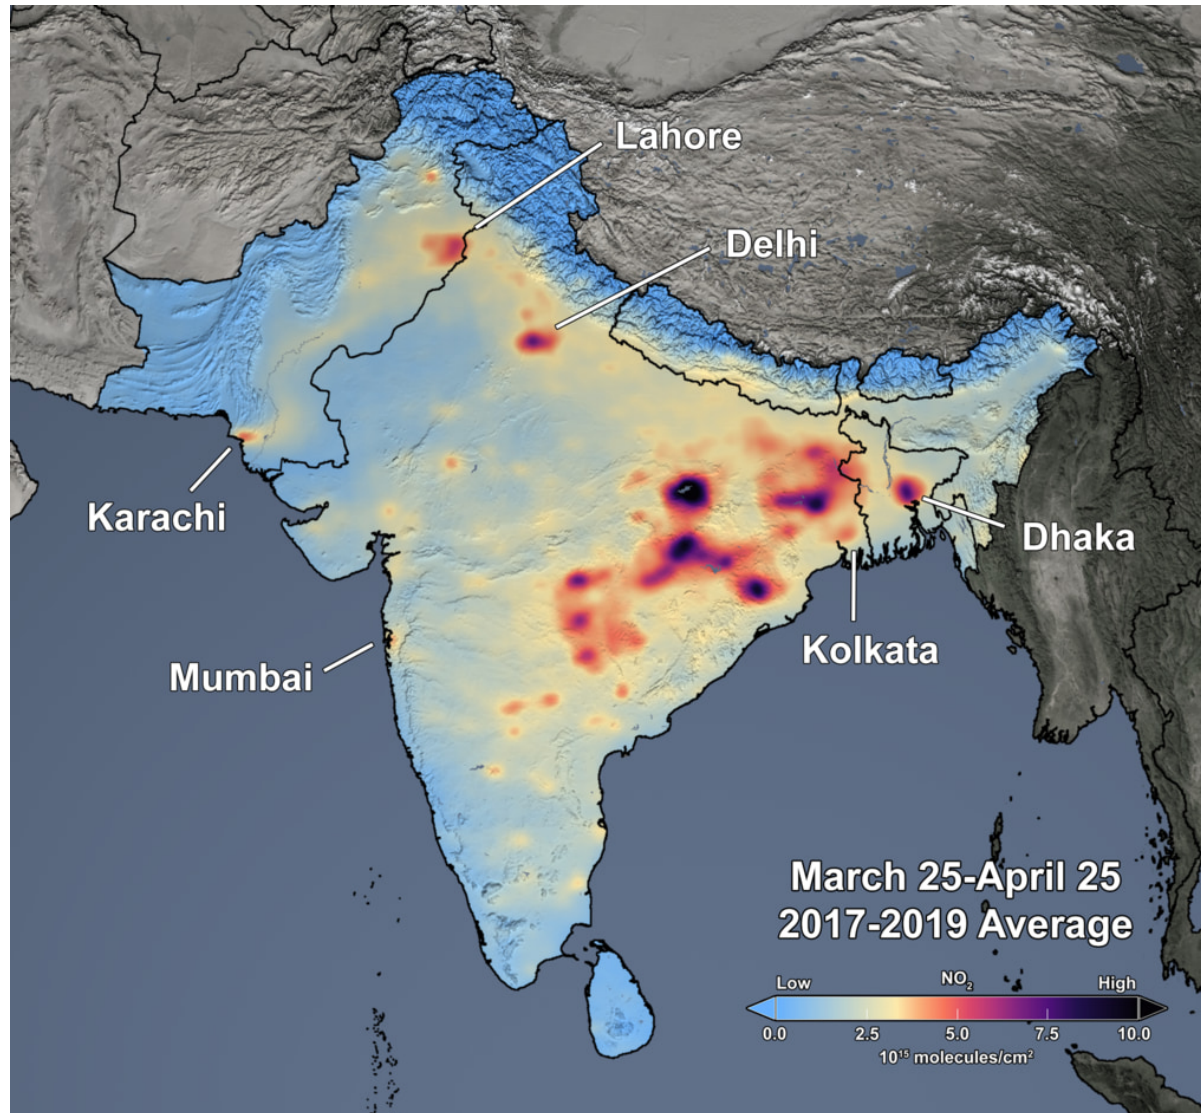 Lahore
Delhi
Karachi
Dhaka
Kolkata
Mumbai
March 25-April 25
2017-2019 Average
Low NO₂ High
0.0 2.5 5.0 7.5 10.0
10¹⁵ molecules/cm²